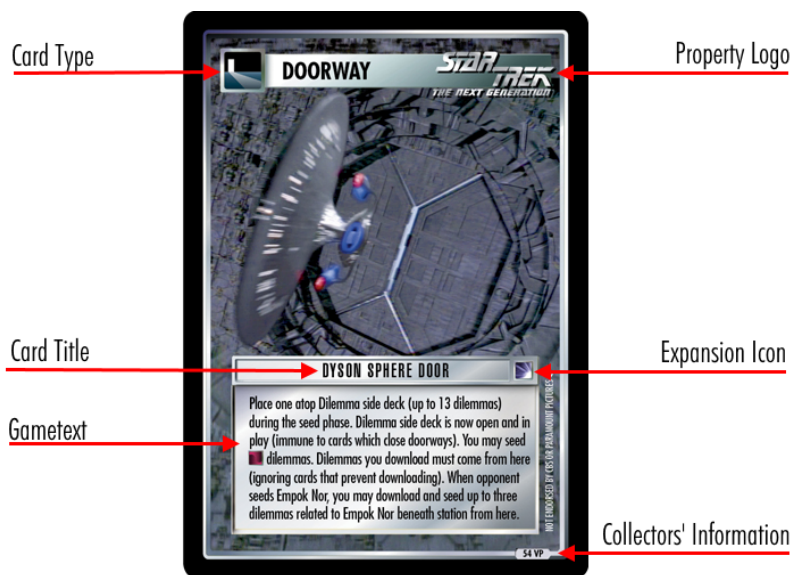 Card Type
Property Logo
DOORWAY
STAR TREK
THE NEXT GENERATION
Card Title
DYSON SPHERE DOOR
Expansion Icon
Gametext
Place one atop Dilemma side deck (up to 13 dilemmas)
during the seed phase. Dilemma side deck is now open and in
play (immune to cards which close doorways). You may seed
dilemmas. Dilemmas you download must come from here
(ignoring cards that prevent downloading). When opponent
seeds Empok Nor, you may download and seed up to three
dilemmas related to Empok Nor beneath station from here.
NOT ENDORSED BY CBS OR PARAMOUNT PICTURES
Collectors' Information
54 VP